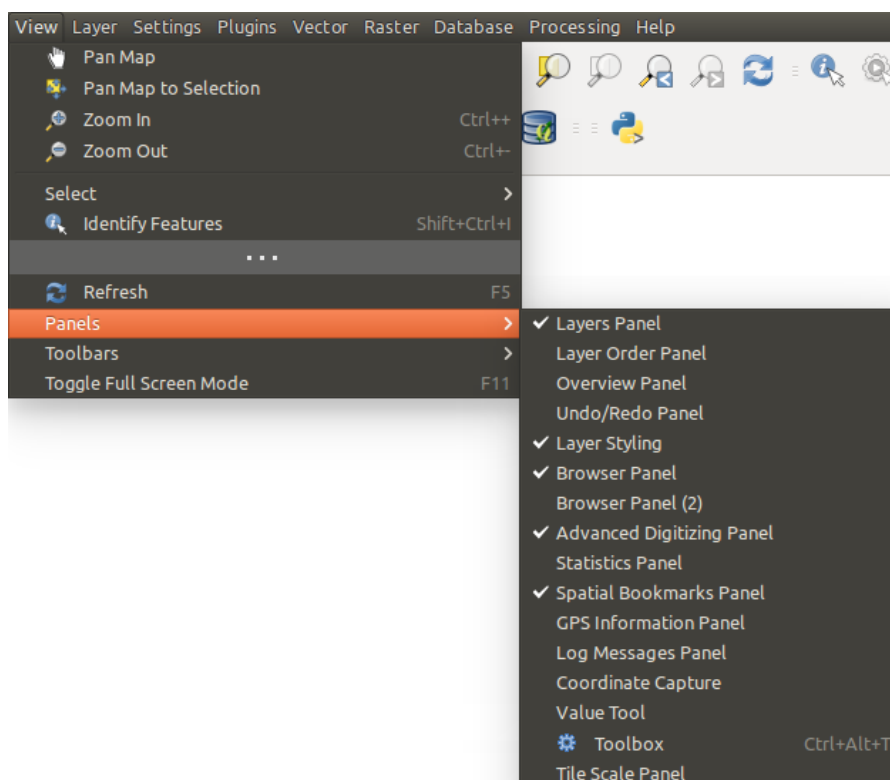 View Layer Settings Plugins Vector Raster Database Processing Help
Pan Map
Pan Map to Selection
Zoom In Ctrl++
Zoom Out Ctrl+-
Select
Identify Features Shift+Ctrl+I
...
Refresh F5
Panels
Toolbars
Toggle Full Screen Mode F11
Layers Panel
Layer Order Panel
Overview Panel
Undo/Redo Panel
Layer Styling
Browser Panel
Browser Panel (2)
Advanced Digitizing Panel
Statistics Panel
Spatial Bookmarks Panel
GPS Information Panel
Log Messages Panel
Coordinate Capture
Value Tool
Toolbox Ctrl+Alt+T
Tile Scale Panel